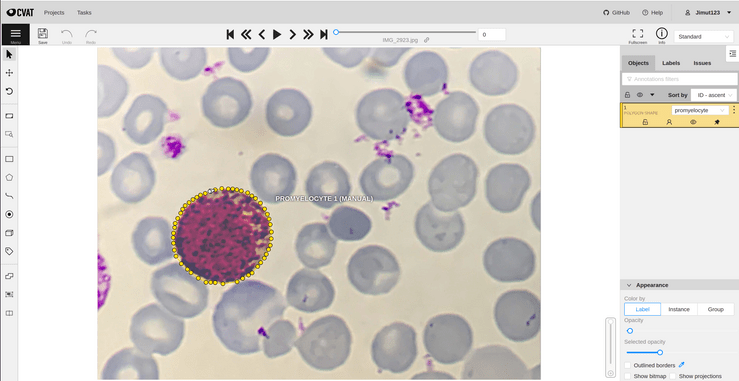 CVAT
Projects
Tasks
GitHub
Help
Jimut123
Menu
Save
Undo
Redo
IMG_2923.jpg
0
Fullscreen
Info
Standard
Objects
Labels
Issues
Annotations filters
Sort by
ID - ascent
1
POLYGON SHAPE
promyelocyte
PROMYELOCYTE 1 (MANUAL)
Appearance
Color by
Label
Instance
Group
Opacity
Selected opacity
Outlined borders
Show bitmap
Show projections